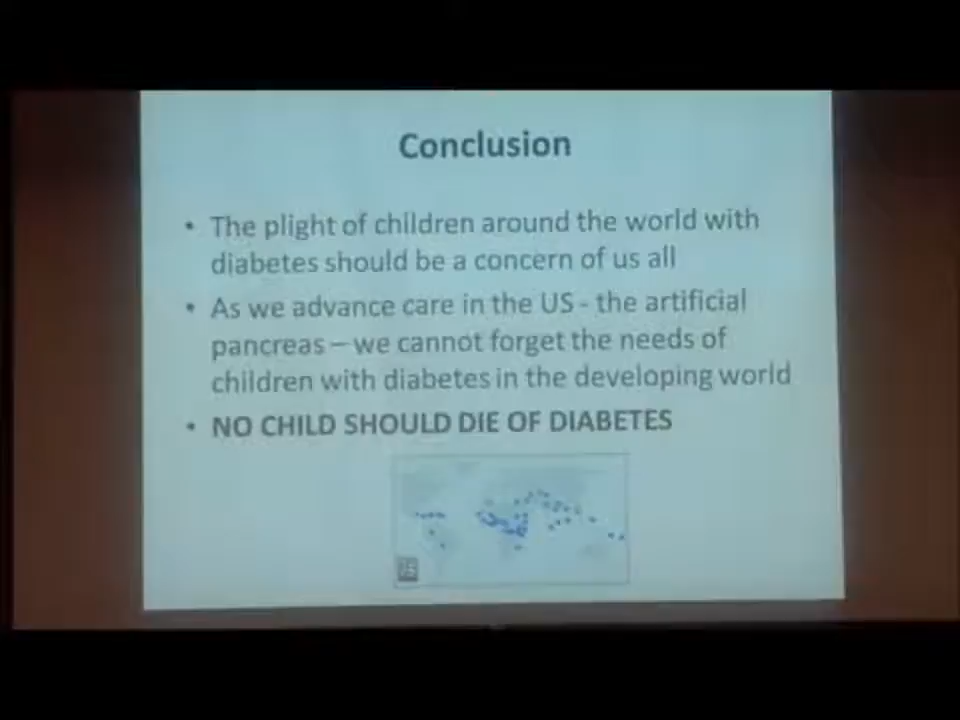 Conclusion
• The plight of children around the world with
diabetes should be a concern of us all
• As we advance care in the US - the artificial
pancreas – we cannot forget the needs of
children with diabetes in the developing world
• NO CHILD SHOULD DIE OF DIABETES